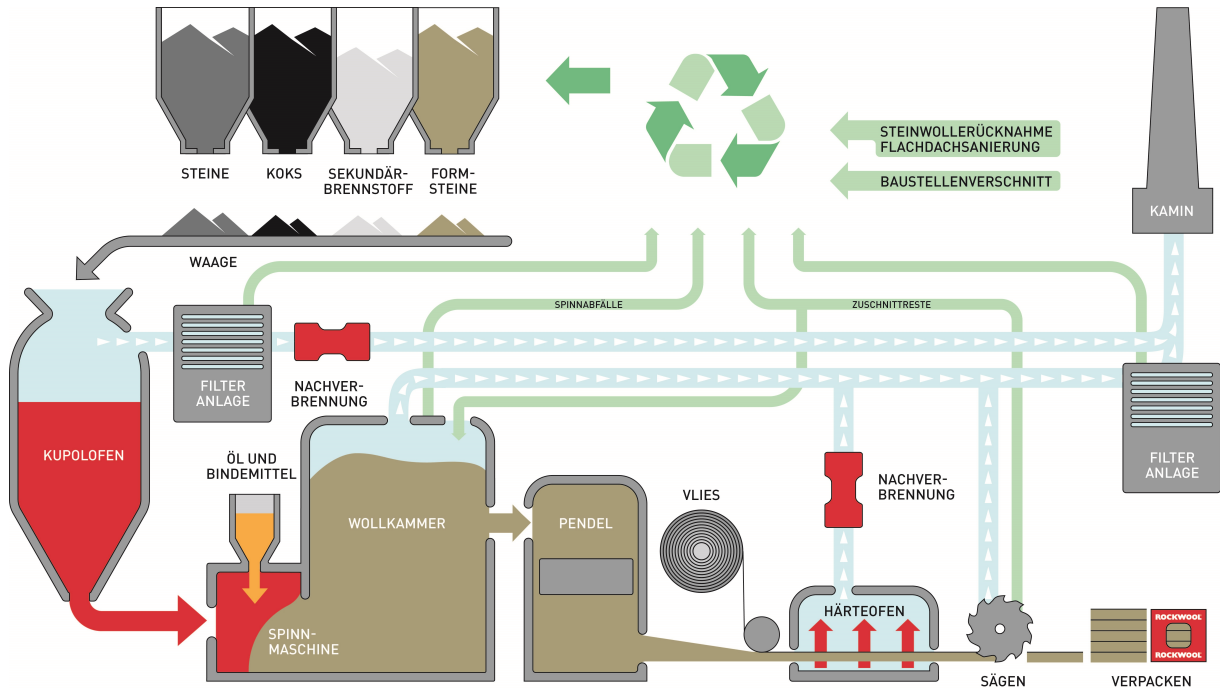 STEINE
KOKS
SEKUNDÄR-
BRENNSTOFF
FORM-
STEINE
STEINWOLLERÜCKNAHME
FLACHDACHSANIERUNG
BAUSTELLENVERSCHNITT
KAMIN
WAAGE
SPINNABFÄLLE
ZUSCHNITTRESTE
FILTER
ANLAGE
NACHVER-
BRENNUNG
KUPOLOFEN
ÖL UND
BINDEMITTEL
WOLLKAMMER
PENDEL
VLIES
NACHVER-
BRENNUNG
FILTER
ANLAGE
SPINN-
MASCHINE
HÄRTEOFEN
SÄGEN
ROCKWOOL
ROCKWOOL
VERPACKEN